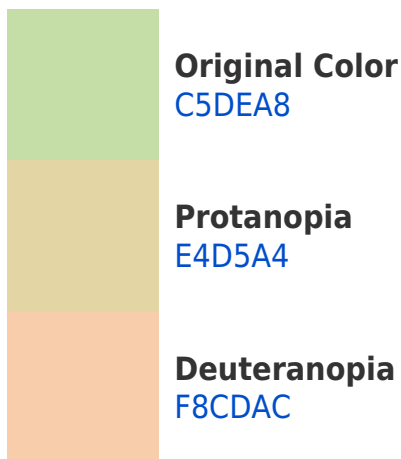 Original Color
C5DEA8
Protanopia
E4D5A4
Deuteranopia
F8CDAC